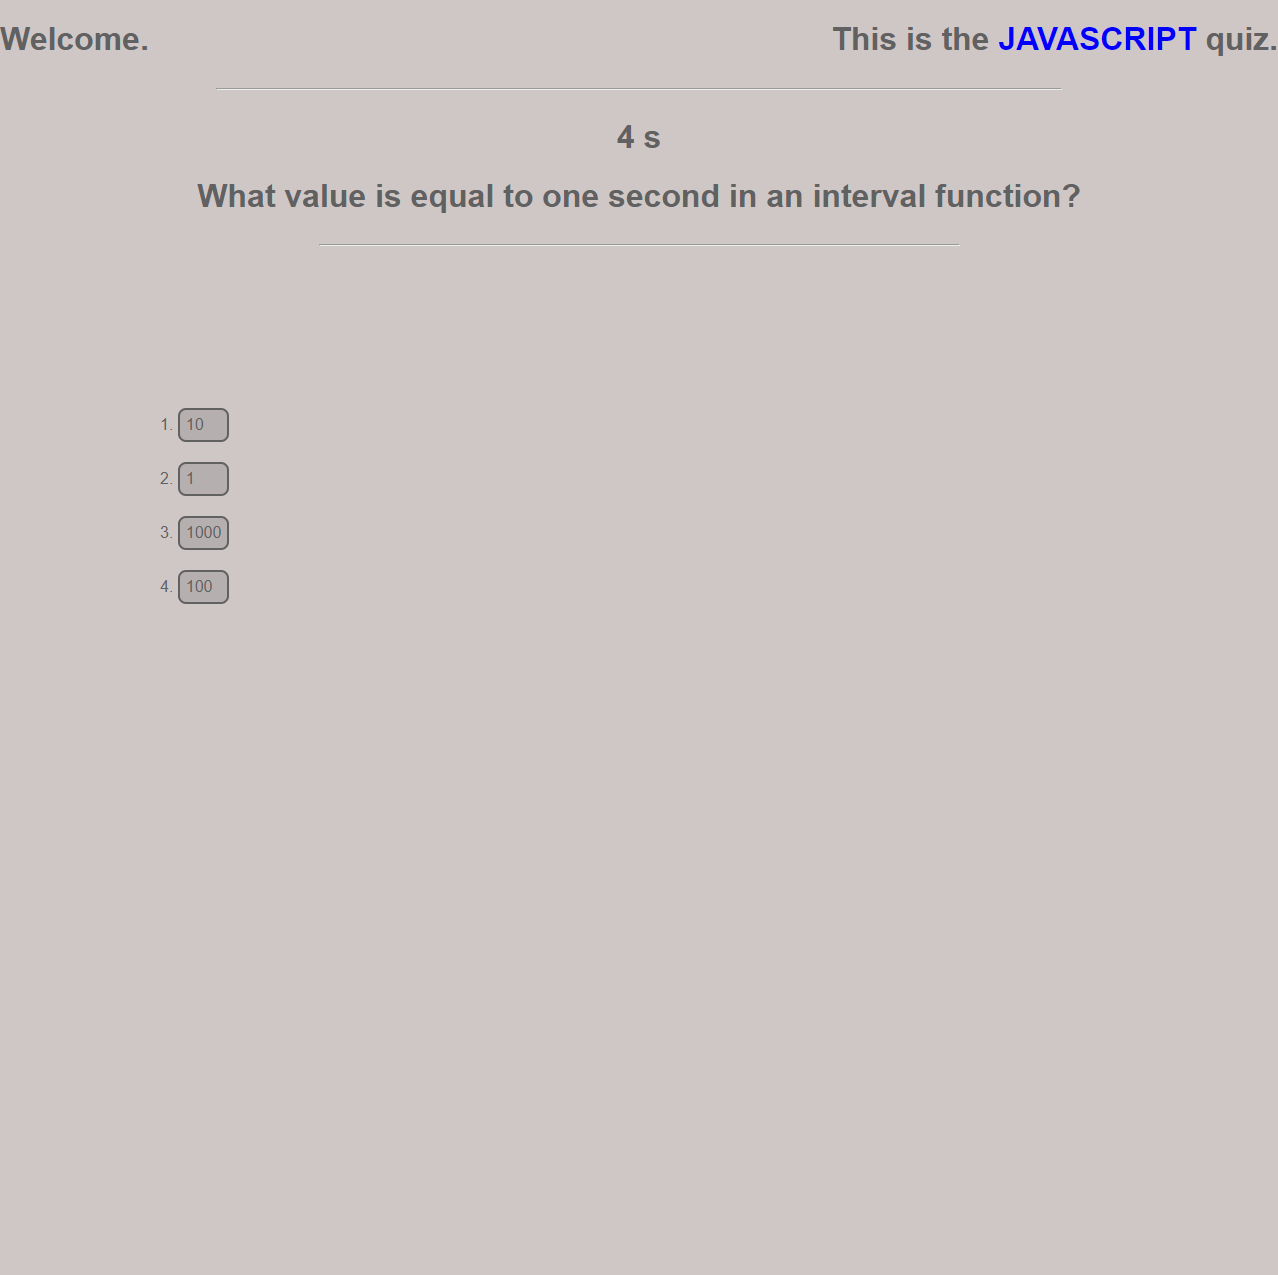 Welcome.
This is the JAVASCRIPT quiz.
4 s
What value is equal to one second in an interval function?
1. 10
2. 1
3. 1000
4. 100